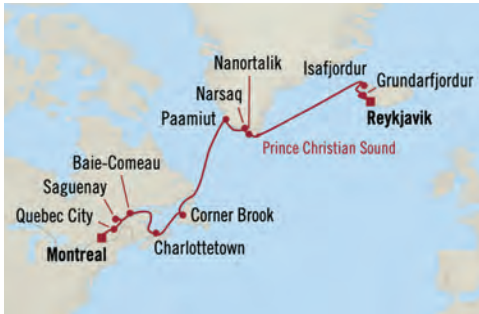 Nanortalik
Isafjordur
Grundarfjordur
Narsaq
Reykjavik
Paamiut
Prince Christian Sound
Baie-Comeau
Saguenay
Quebec City
Corner Brook
Montreal
Charlottetown